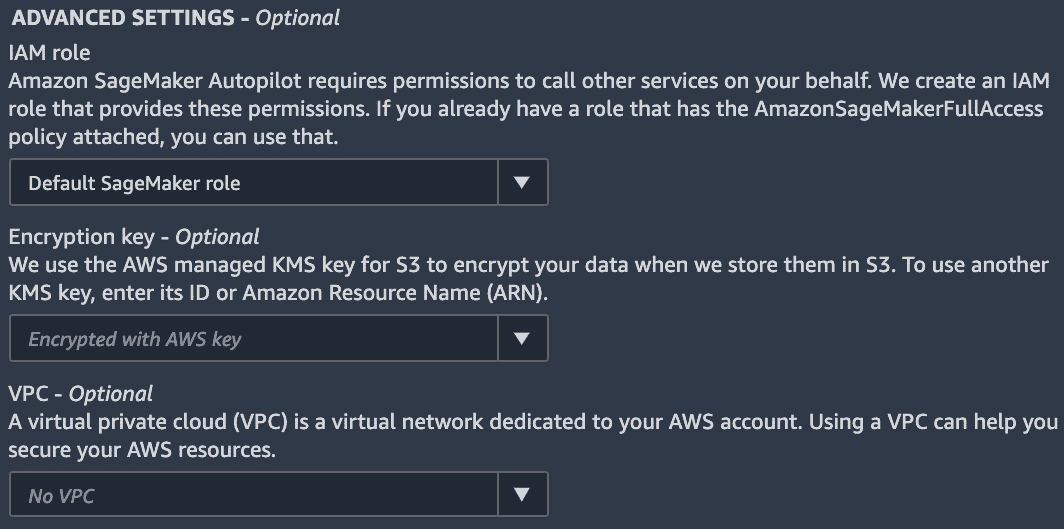 ADVANCED SETTINGS - Optional
IAM role
Amazon SageMaker Autopilot requires permissions to call other services on your behalf. We create an IAM
role that provides these permissions. If you already have a role that has the AmazonSageMakerFullAccess
policy attached, you can use that.
Default SageMaker role
Encryption key - Optional
We use the AWS managed KMS key for S3 to encrypt your data when we store them in S3. To use another
KMS key, enter its ID or Amazon Resource Name (ARN).
Encrypted with AWS key
VPC - Optional
A virtual private cloud (VPC) is a virtual network dedicated to your AWS account. Using a VPC can help you
secure your AWS resources.
No VPC